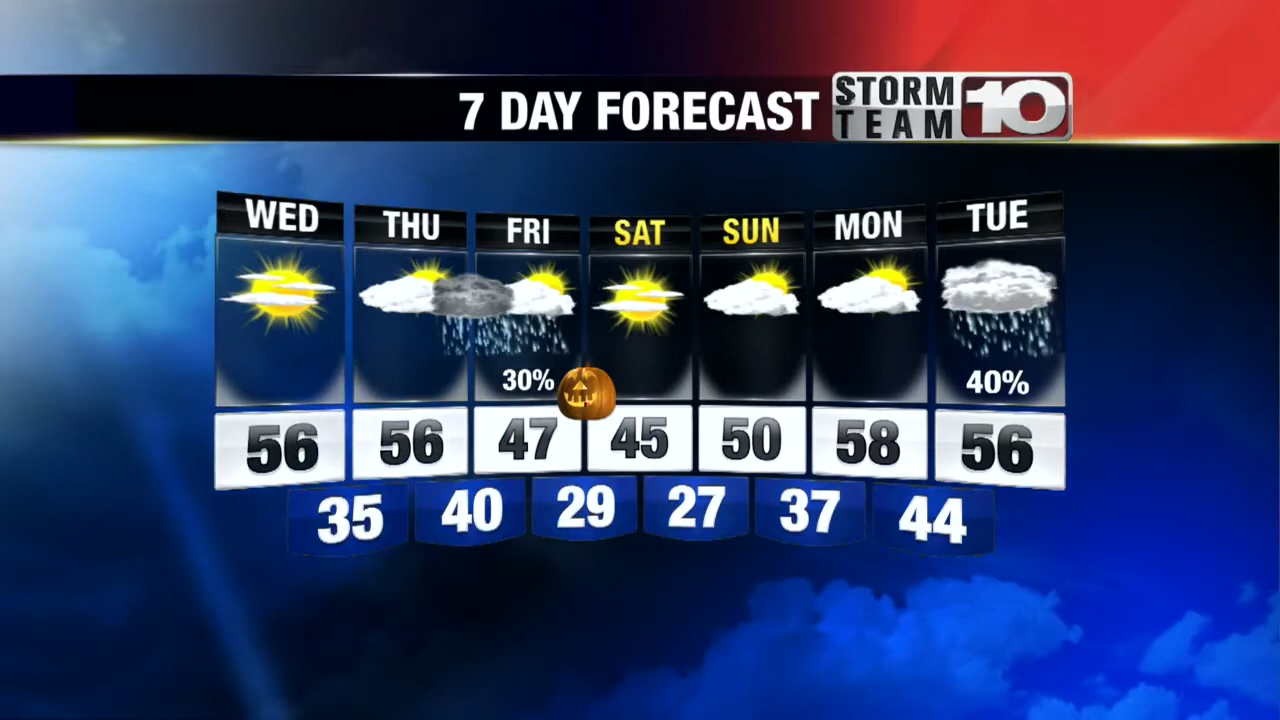 7 DAY FORECAST
STORM TEAM 10
WED THU FRI SAT SUN MON TUE
30% 40%
56 56 47 45 50 58 56
35 40 29 27 37 44